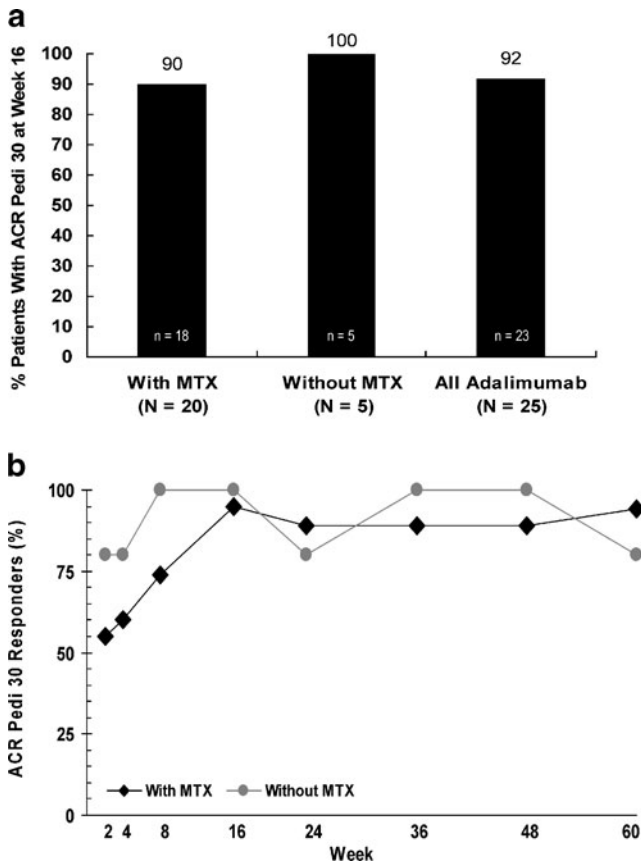 a
% Patients With ACR Pedi 30 at Week 16
100
90
80
70
60
50
40
30
20
10
0
90
100
92
n = 18
n = 5
n = 23
With MTX
(N = 20)
Without MTX
(N = 5)
All Adalimumab
(N = 25)
b
ACR Pedi 30 Responders (%)
100
75
50
25
0
With MTX
Without MTX
2 4 8 16 24 36 48 60
Week